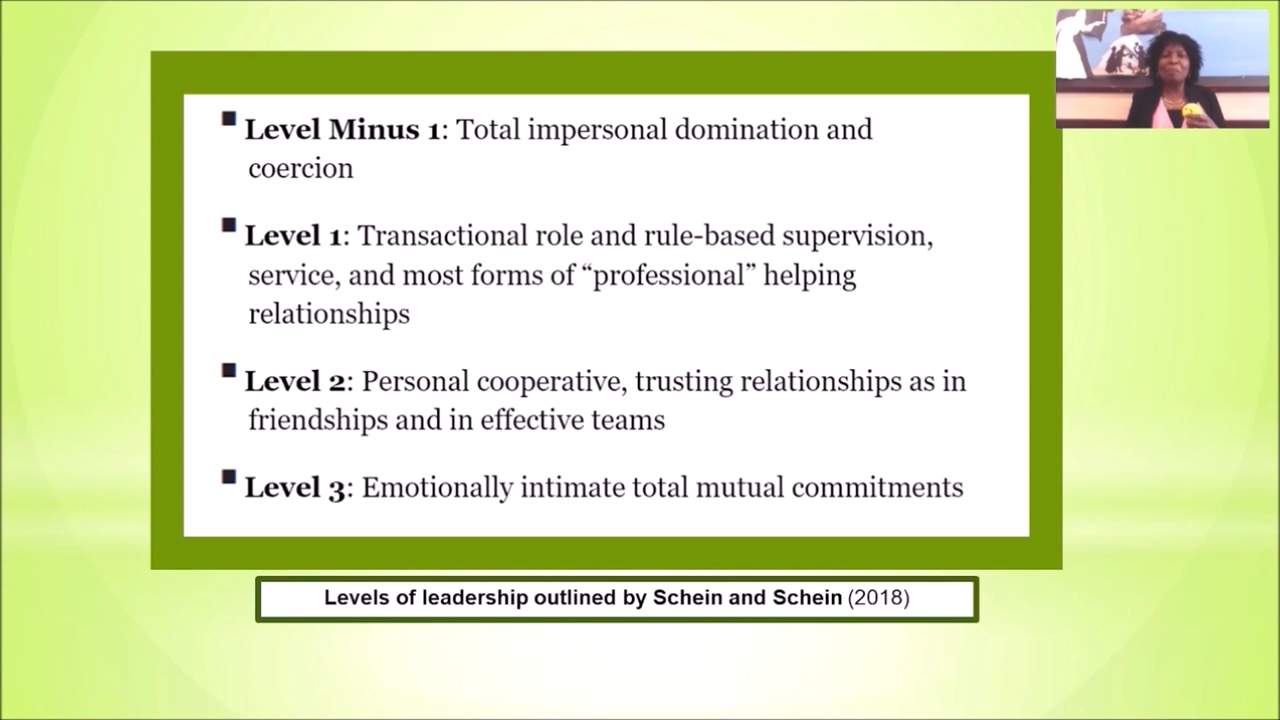 Level Minus 1: Total impersonal domination and
coercion
Level 1: Transactional role and rule-based supervision,
service, and most forms of “professional” helping
relationships
Level 2: Personal cooperative, trusting relationships as in
friendships and in effective teams
Level 3: Emotionally intimate total mutual commitments
Levels of leadership outlined by Schein and Schein (2018)